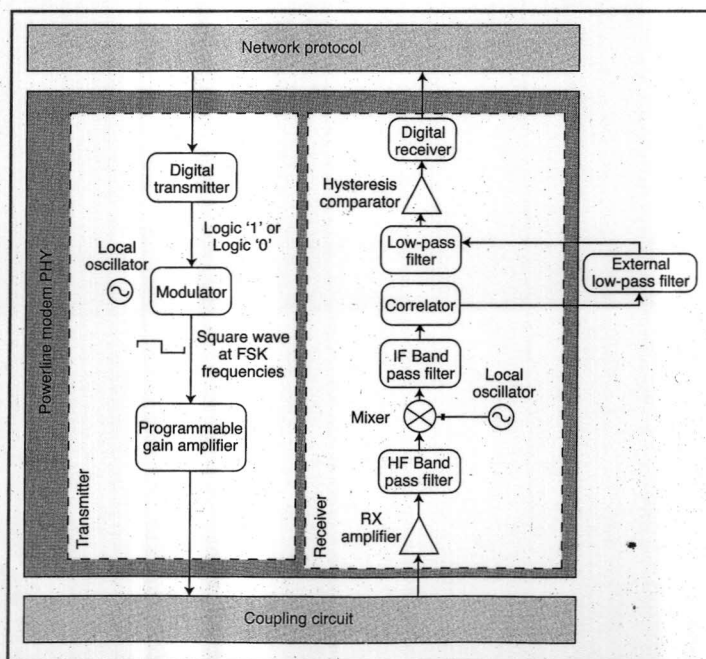 Network protocol
Powerline modem PHY
Transmitter
Digital
transmitter
Logic ‘1’ or
Logic ‘0’
Local
oscillator
Modulator
Square wave
at FSK
frequencies
Programmable
gain amplifier
Receiver
Digital
receiver
Hysteresis
comparator
Low-pass
filter
External
low-pass filter
Correlator
IF Band
pass filter
Local
oscillator
Mixer
HF Band
pass filter
RX
amplifier
Coupling circuit